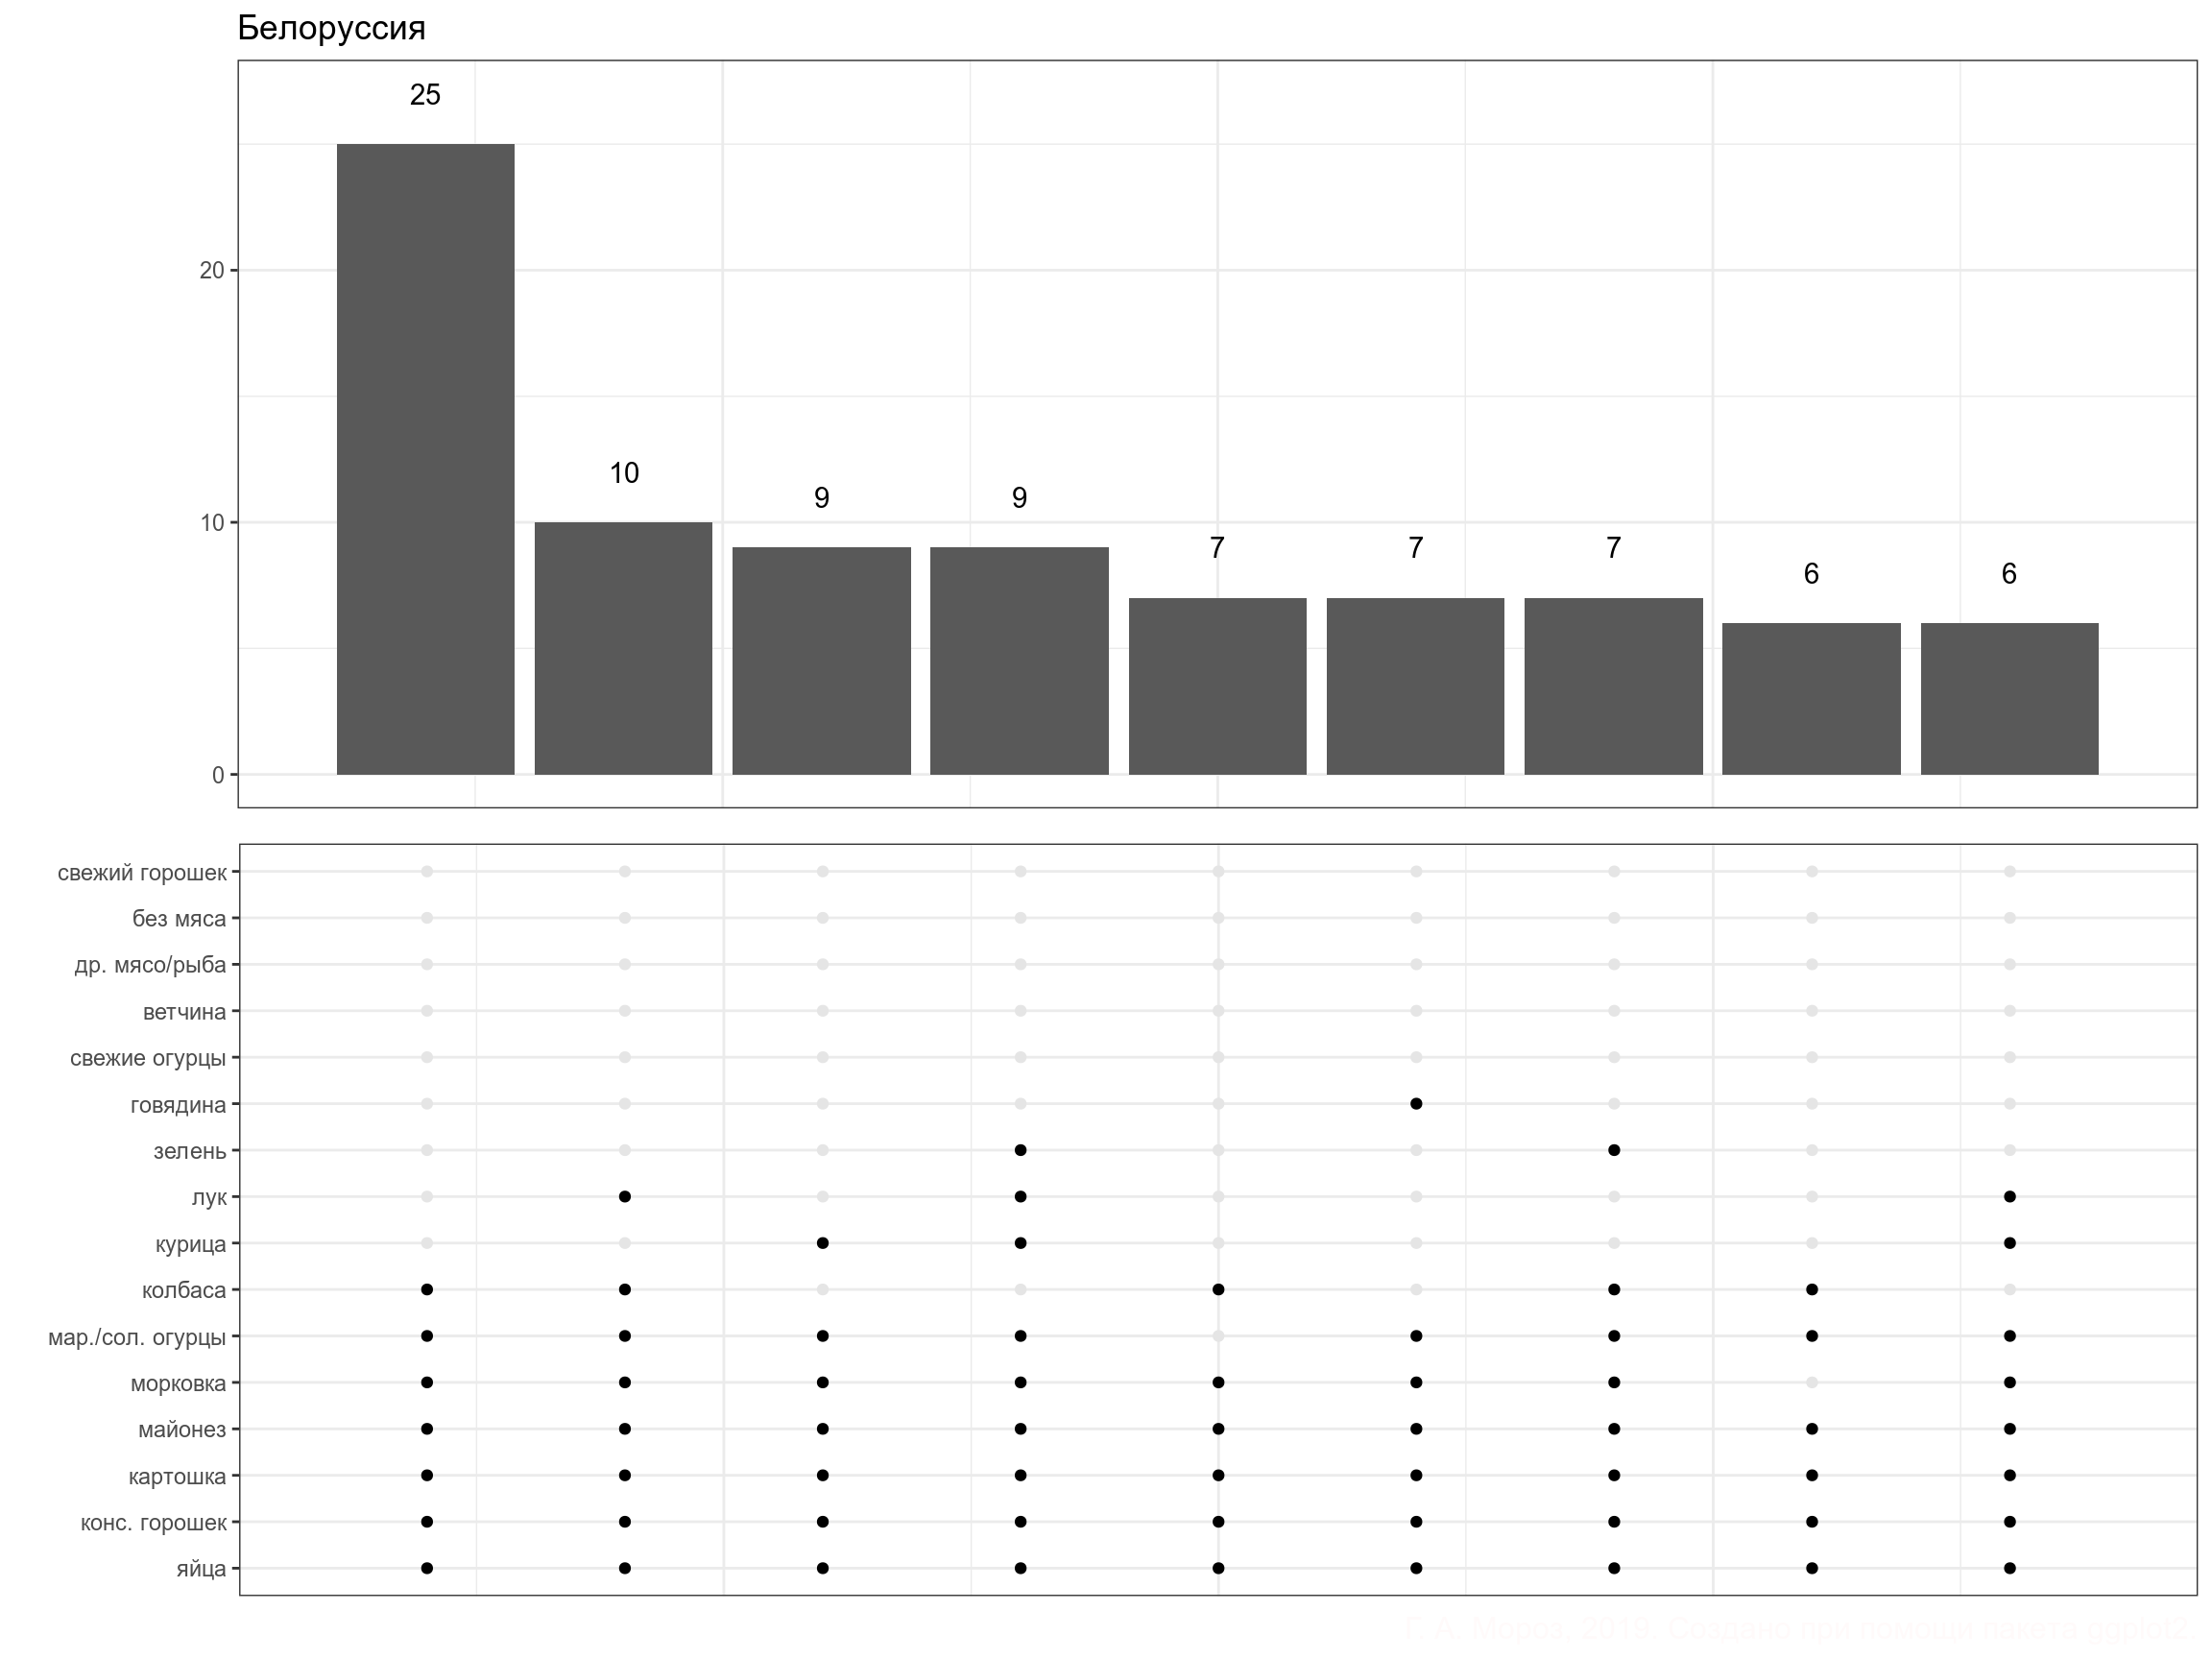 Белоруссия
25
10
9
9
7
7
7
6
6
20
10
0
свежий горошек
без мяса
др. мясо/рыба
ветчина
свежие огурцы
говядина
зелень
лук
курица
колбаса
мар./сол. огурцы
морковка
майонез
картошка
конс. горошек
яйца
Г. А. Мороз, 2019, Создано при помощи пакета ggplot2.